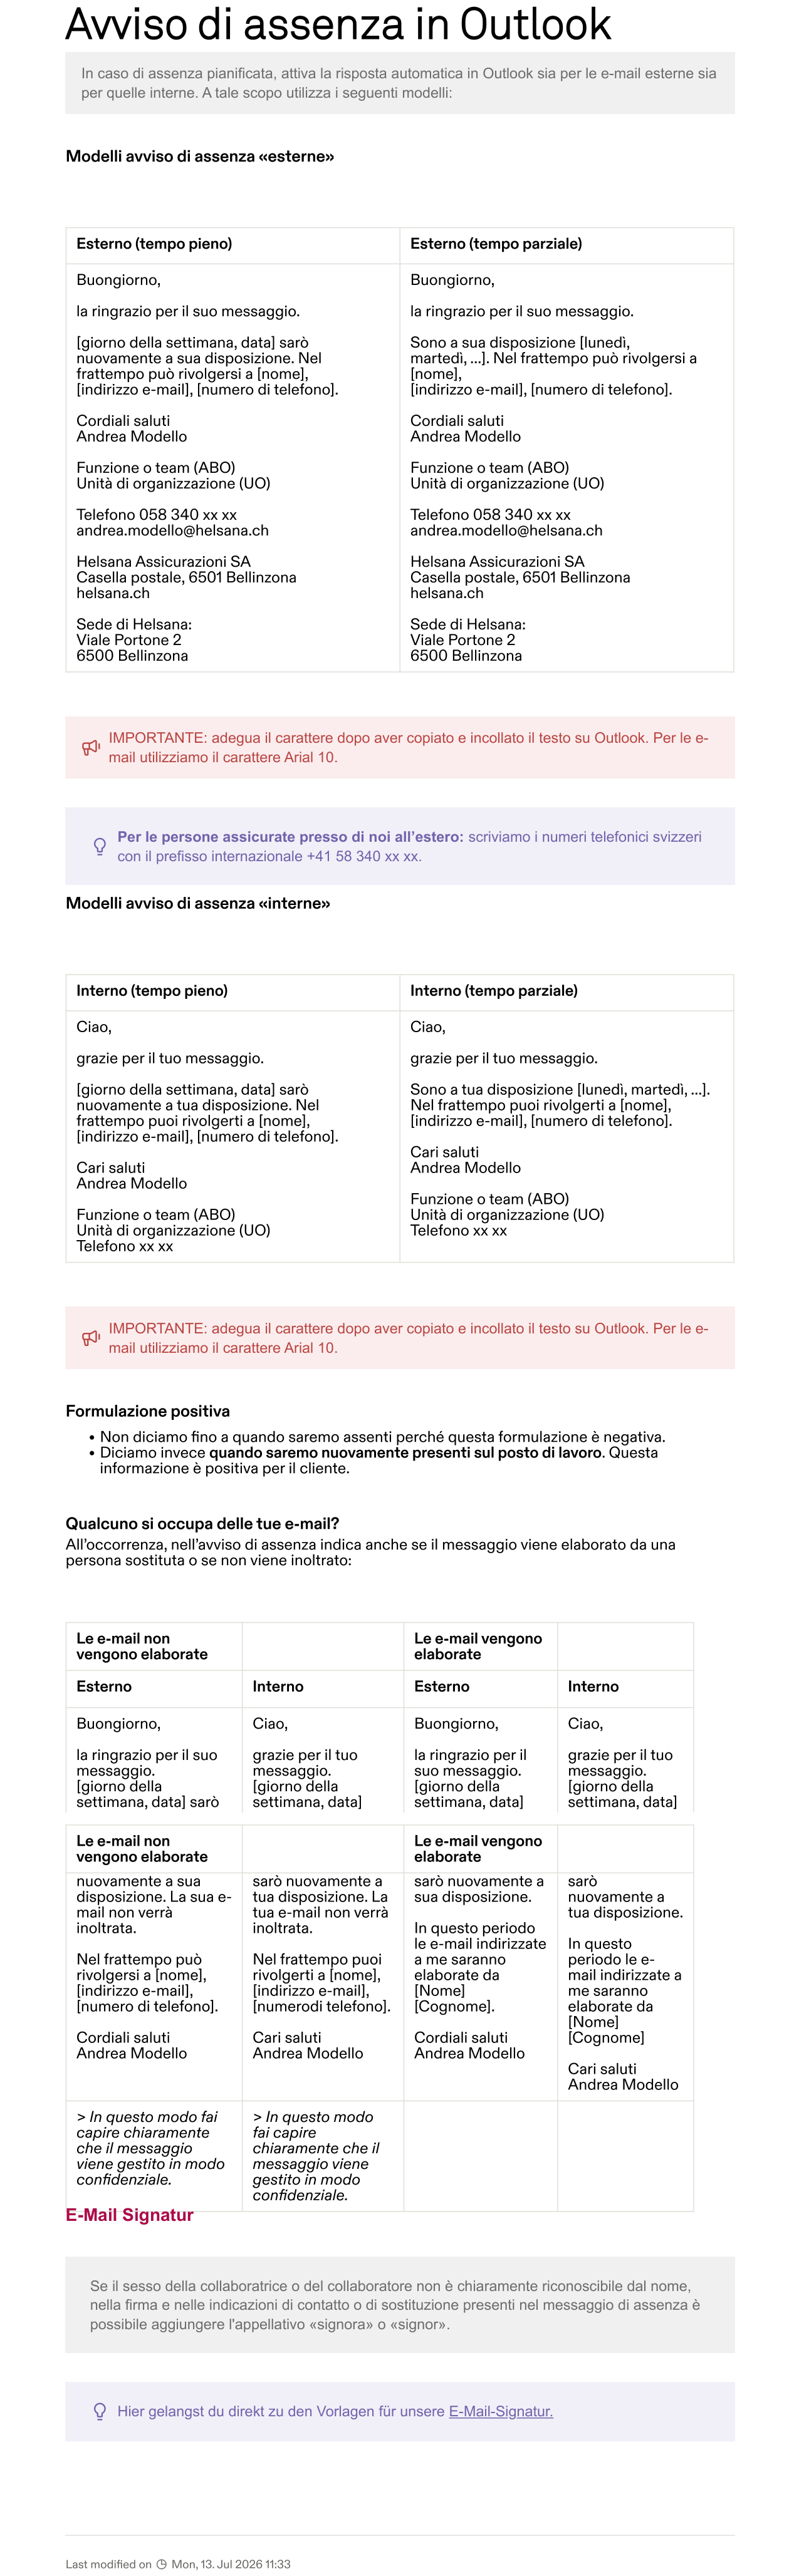 Avviso di assenza in Outlook
In caso di assenza pianificata, attiva la risposta automatica in Outlook sia per le e-mail esterne sia
per quelle interne. A tale scopo utilizza i seguenti modelli:
Modelli avviso di assenza «esterne»
Esterno (tempo pieno)
Buongiorno,
la ringrazio per il suo messaggio.
[giorno della settimana, data] sarò
nuovamente a sua disposizione. Nel
frattempo può rivolgersi a [nome],
[indirizzo e-mail], [numero di telefono].
Cordiali saluti
Andrea Modello
Funzione o team (ABO)
Unità di organizzazione (UO)
Telefono 058 340 xx xx
andrea.modello@helsana.ch
Helsana Assicurazioni SA
Casella postale, 6501 Bellinzona
helsana.ch
Sede di Helsana:
Viale Portone 2
6500 Bellinzona
Esterno (tempo parziale)
Buongiorno,
la ringrazio per il suo messaggio.
Sono a sua disposizione [lunedì,
martedì, ...]. Nel frattempo può rivolgersi a
[nome],
[indirizzo e-mail], [numero di telefono].
Cordiali saluti
Andrea Modello
Funzione o team (ABO)
Unità di organizzazione (UO)
Telefono 058 340 xx xx
andrea.modello@helsana.ch
Helsana Assicurazioni SA
Casella postale, 6501 Bellinzona
helsana.ch
Sede di Helsana:
Viale Portone 2
6500 Bellinzona
IMPORTANTE: adegua il carattere dopo aver copiato e incollato il testo su Outlook. Per le e-
mail utilizziamo il carattere Arial 10.
Per le persone assicurate presso di noi all'estero: scriviamo i numeri telefonici svizzeri
con il prefisso internazionale +41 58 340 xx xx.
Modelli avviso di assenza «interne»
Interno (tempo pieno)
Ciao,
grazie per il tuo messaggio.
[giorno della settimana, data] sarò
nuovamente a tua disposizione. Nel
frattempo puoi rivolgerti a [nome],
[indirizzo e-mail], [numero di telefono].
Cari saluti
Andrea Modello
Funzione o team (ABO)
Unità di organizzazione (UO)
Telefono xx xx
Interno (tempo parziale)
Ciao,
grazie per il tuo messaggio.
Sono a tua disposizione [lunedì, martedì, ...].
Nel frattempo puoi rivolgerti a [nome],
[indirizzo e-mail], [numero di telefono].
Cari saluti
Andrea Modello
Funzione o team (ABO)
Unità di organizzazione (UO)
Telefono xx xx
IMPORTANTE: adegua il carattere dopo aver copiato e incollato il testo su Outlook. Per le e-
mail utilizziamo il carattere Arial 10.
Formulazione positiva
• Non diciamo fino a quando saremo assenti perché questa formulazione è negativa.
• Diciamo invece quando saremo nuovamente presenti sul posto di lavoro. Questa
informazione è positiva per il cliente.
Qualcuno si occupa delle tue e-mail?
All'occorrenza, nell'avviso di assenza indica anche se il messaggio viene elaborato da una
persona sostituta o se non viene inoltrato:
Le e-mail non
vengono elaborate
Le e-mail vengono
elaborate
Esterno
Interno
Esterno
Interno
Buongiorno,
la ringrazio per il suo
messaggio.
[giorno della
settimana, data] sarò
Ciao,
grazie per il tuo
messaggio.
[giorno della
settimana, data]
Buongiorno,
la ringrazio per il
suo messaggio.
[giorno della
settimana, data]
Ciao,
grazie per il tuo
messaggio.
[giorno della
settimana, data]
Le e-mail non
vengono elaborate
Le e-mail vengono
elaborate
nuovamente a sua
disposizione. La sua e-
mail non verrà
inoltrata.
Nel frattempo può
rivolgersi a [nome],
[indirizzo e-mail],
[numero di telefono].
Cordiali saluti
Andrea Modello
sarò nuovamente a
tua disposizione. La
tua e-mail non verrà
inoltrata.
Nel frattempo puoi
rivolgerti a [nome],
[indirizzo e-mail],
[numerodi telefono].
Cari saluti
Andrea Modello
sarò nuovamente a
sua disposizione.
In questo periodo
le e-mail indirizzate
a me saranno
elaborate da
[Nome]
[Cognome].
Cordiali saluti
Andrea Modello
sarò
nuovamente a
tua disposizione.
In questo
periodo le e-
mail indirizzate a
me saranno
elaborate da
[Nome]
[Cognome]
Cari saluti
Andrea Modello
> In questo modo fai
capire chiaramente
che il messaggio
viene gestito in modo
confidenziale.
> In questo modo
fai capire
chiaramente che il
messaggio viene
gestito in modo
confidenziale.
E-Mail Signatur
Se il sesso della collaboratrice o del collaboratore non è chiaramente riconoscibile dal nome,
nella firma e nelle indicazioni di contatto o di sostituzione presenti nel messaggio di assenza è
possibile aggiungere l'appellativo «signora» o «signor».
Hier gelangst du direkt zu den Vorlagen für unsere E-Mail-Signatur.
Last modified on Mon, 13. Jul 2026 11:33